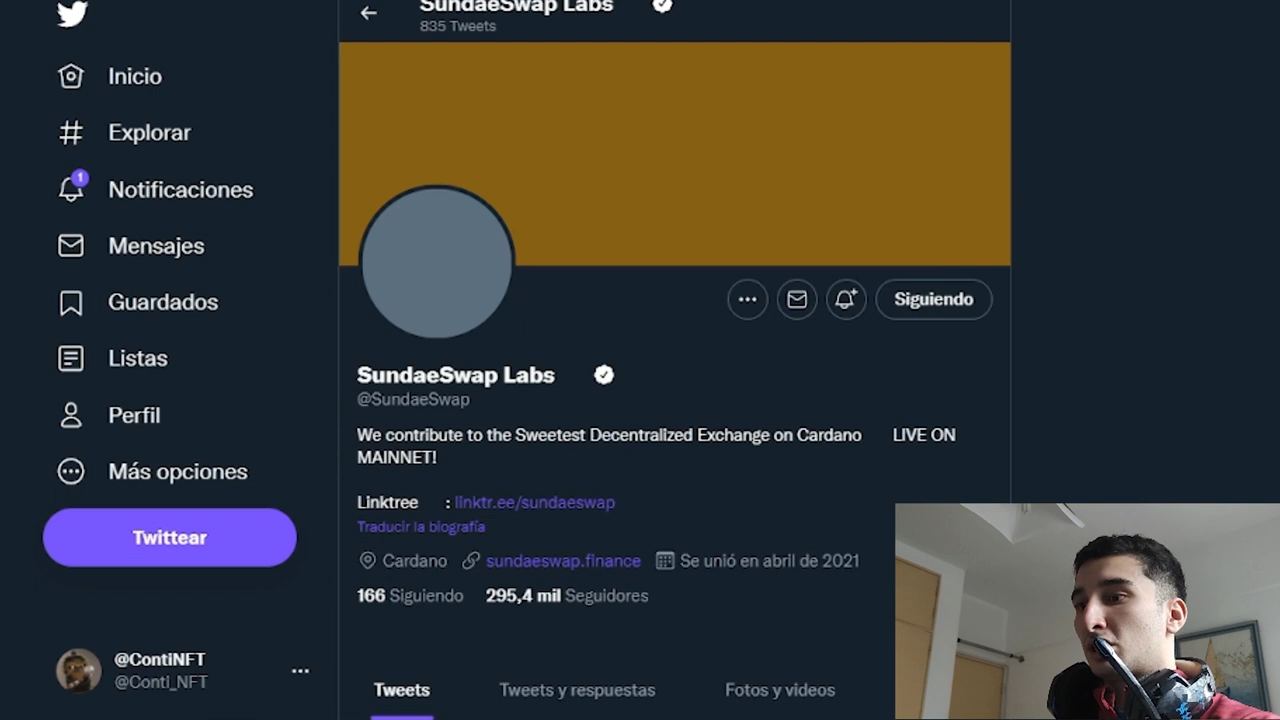 SundaeSwap Labs
835 Tweets
Inicio
Explorar
1
Notificaciones
Mensajes
Guardados
Listas
Perfil
Más opciones
Twittear
@ContiNFT
@Conti_NFT
Siguiendo
SundaeSwap Labs
@SundaeSwap
We contribute to the Sweetest Decentralized Exchange on Cardano LIVE ON
MAINNET!
Linktree : linktr.ee/sundaeswap
Traducir la biografía
Cardano sundaeswap.finance Se unió en abril de 2021
166 Siguiendo 295,4 mil Seguidores
Tweets Tweets y respuestas Fotos y videos